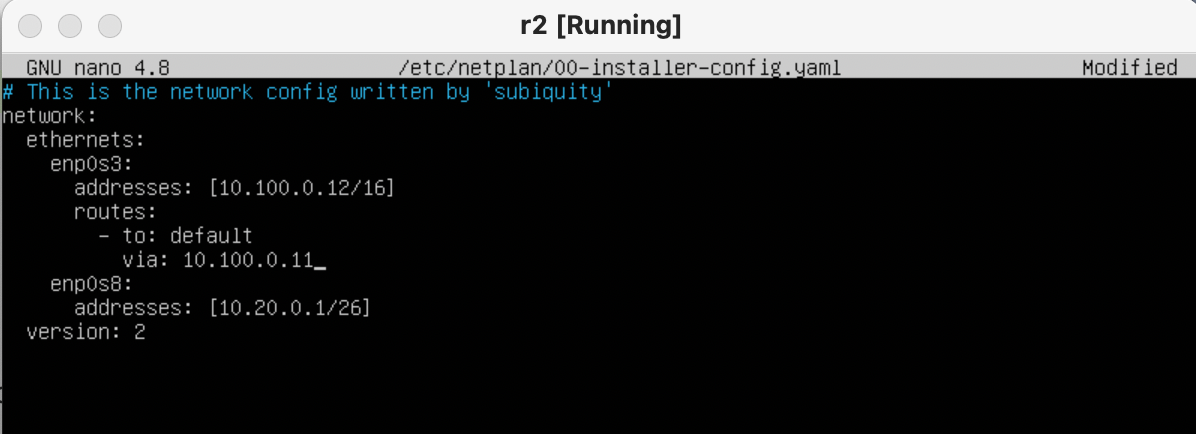 r2 [Running]
GNU nano 4.8 /etc/netplan/00-installer-config.yaml Modified
# This is the network config written by 'subiquity'
network:
  ethernets:
    enp0s3:
      addresses: [10.100.0.12/16]
      routes:
        - to: default
          via: 10.100.0.11_
    enp0s8:
      addresses: [10.20.0.1/26]
  version: 2